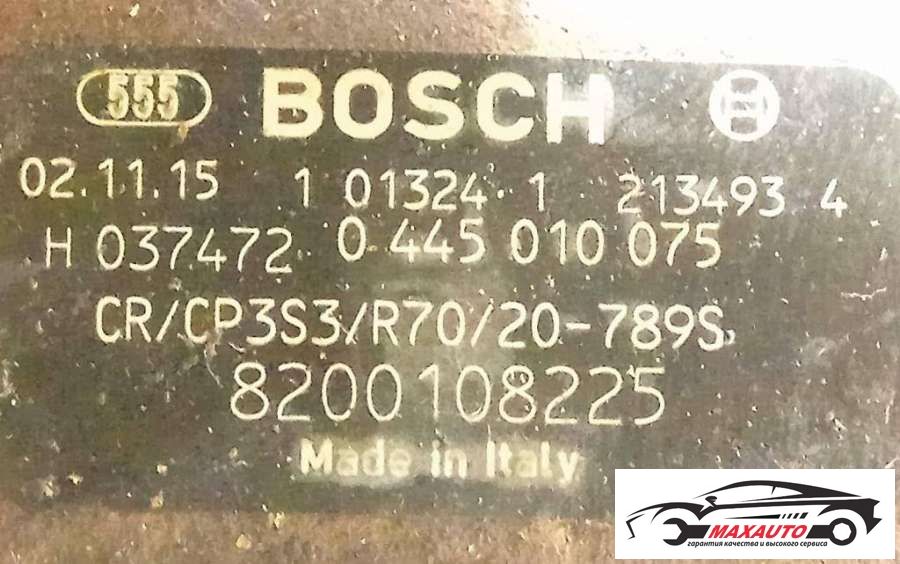 555 BOSCH
02.11.15 1 01324 1 213493 4
H 037472 0 445 010 075
CR/CP3S3/R70/20-789S
8200108225
Made in Italy
MAXAUTO
гарантия качества и высокого сервиса